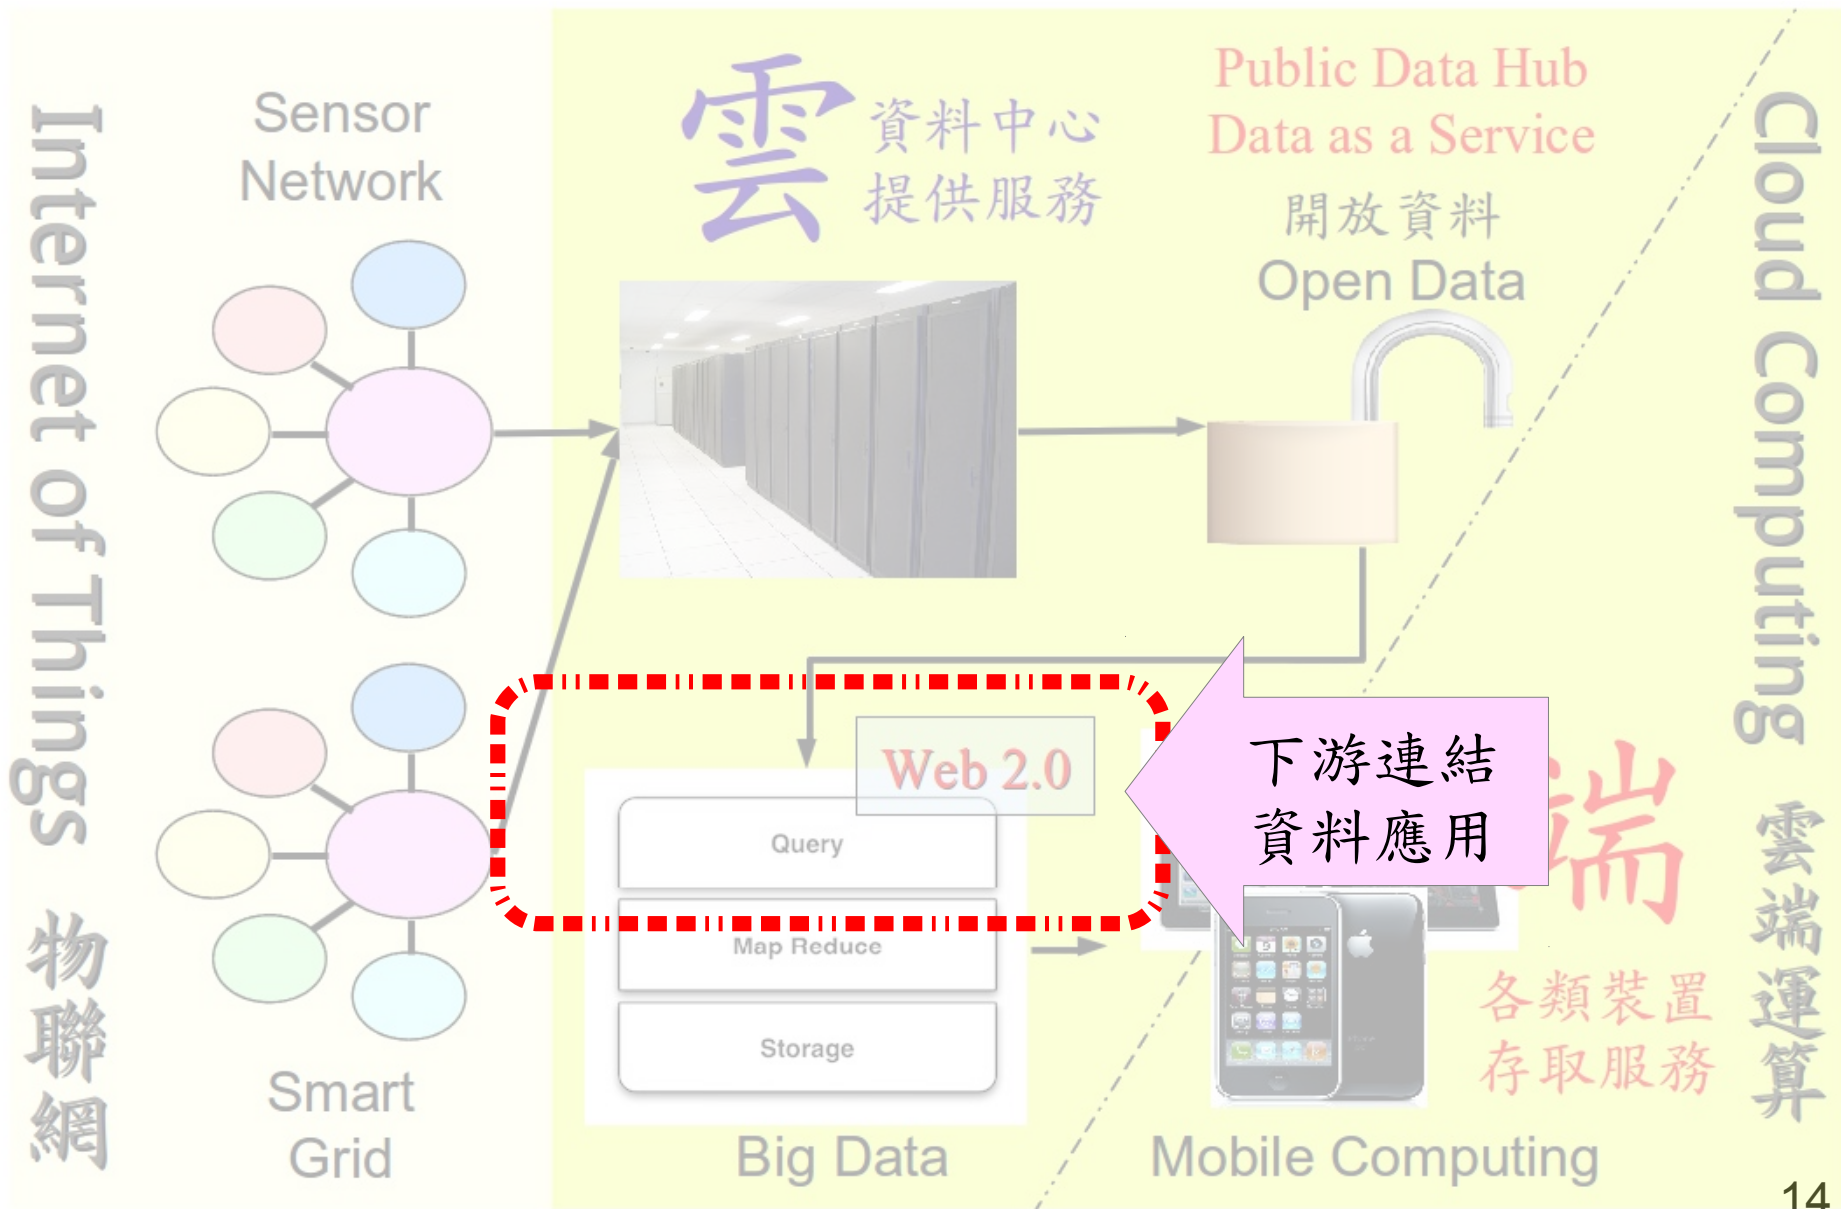 Internet of Things 物聯網
Sensor
Network
雲
資料中心
提供服務
Public Data Hub
Data as a Service
開放資料
Open Data
Cloud Computing 雲端運算
Web 2.0
Query
Map Reduce
Storage
下游連結
資料應用
端
各類裝置
存取服務
Smart
Grid
Big Data
Mobile Computing
14